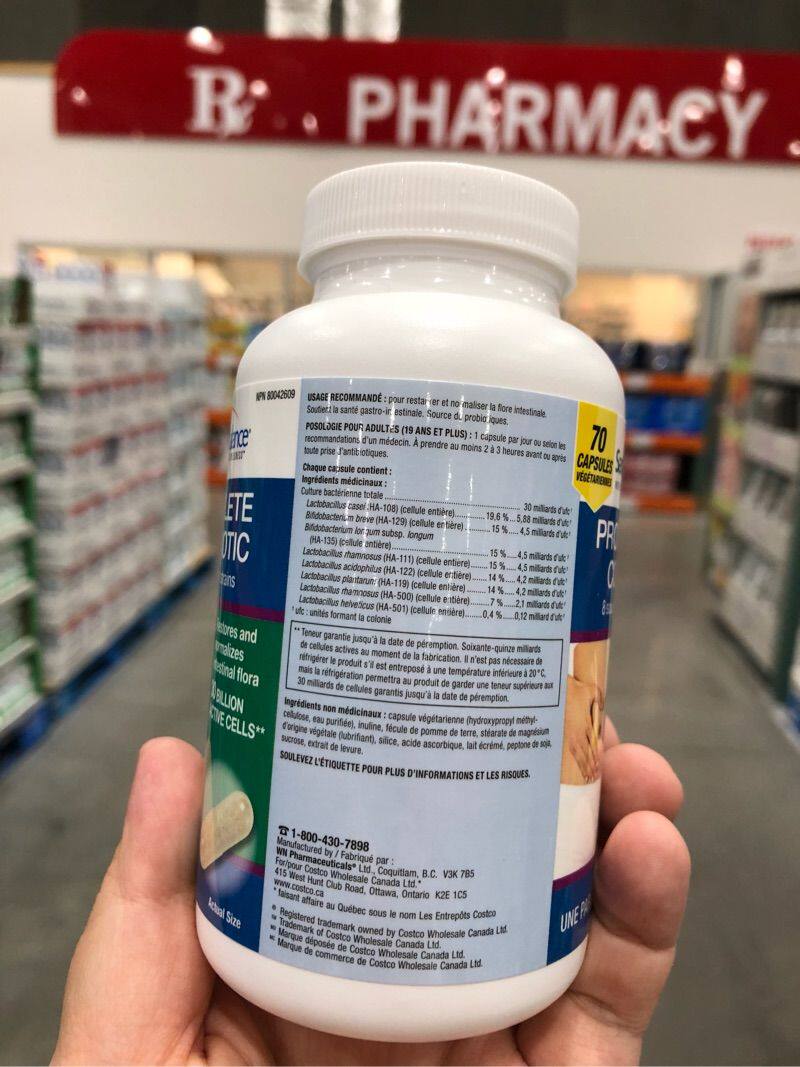 Rx PHARMACY
NPN 80042609
USAGE RECOMMANDÉ : pour restaurer et normaliser la flore intestinale.
Soutient la santé gastro-intestinale. Source de probiotiques.
POSOLOGIE POUR ADULTES (19 ANS ET PLUS) : 1 capsule par jour ou selon les
recommandations d'un médecin. À prendre au moins 2 à 3 heures avant ou après
toute prise d'antibiotiques.
Chaque capsule contient :
Ingrédients médicinaux :
Culture bactérienne totale ..... 30 milliards d'ufc†
Lactobacillus casei (HA-108) (cellule entière) ..... 19,6 % .... 5,88 milliards d'ufc†
Bifidobacterium breve (HA-129) (cellule entière) ..... 15 % .... 4,5 milliards d'ufc†
Bifidobacterium longum subsp. longum
(HA-135) (cellule entière) ..... 15 % .... 4,5 milliards d'ufc†
Lactobacillus rhamnosus (HA-111) (cellule entière) ..... 15 % .... 4,5 milliards d'ufc†
Lactobacillus acidophilus (HA-122) (cellule entière) ..... 14 % .... 4,2 milliards d'ufc†
Lactobacillus plantarum (HA-119) (cellule entière) ..... 14 % .... 4,2 milliards d'ufc†
Lactobacillus rhamnosus (HA-500) (cellule entière) ..... 7 % .... 2,1 milliards d'ufc†
Lactobacillus helveticus (HA-501) (cellule entière) ..... 0,4 % .... 0,12 milliard d'ufc†
† ufc : unités formant la colonie
** Teneur garantie jusqu'à la date de péremption. Soixante-quinze milliards
de cellules actives au moment de la fabrication. Il n'est pas nécessaire de
réfrigérer le produit s'il est entreposé à une température inférieure à 20 °C,
mais la réfrigération permettra au produit de garder une teneur supérieure aux
30 milliards de cellules garantis jusqu'à la date de péremption.
Ingrédients non médicinaux : capsule végétarienne (hydroxypropyl méthyl-
cellulose, eau purifiée), inuline, fécule de pomme de terre, stéarate de magnésium
d'origine végétale (lubrifiant), silice, acide ascorbique, lait écrémé, peptone de soja,
sucrose, extrait de levure.
SOULEVEZ L'ÉTIQUETTE POUR PLUS D'INFORMATIONS ET LES RISQUES.
☎ 1-800-430-7898
Manufactured by / Fabriqué par :
WN Pharmaceuticals® Ltd., Coquitlam, B.C. V3K 7B5
For/pour Costco Wholesale Canada Ltd.*
415 West Hunt Club Road, Ottawa, Ontario K2E 1C5
www.costco.ca
* faisant affaire au Québec sous le nom Les Entrepôts Costco
® Registered trademark owned by Costco Wholesale Canada Ltd.
™ Trademark of Costco Wholesale Canada Ltd.
MD Marque déposée de Costco Wholesale Canada Ltd.
MC Marque de commerce de Costco Wholesale Canada Ltd.
70
CAPSULES
VÉGÉTARIENNES
estores and
rmalizes
estinal flora
0 BILLION
CTIVE CELLS**
Actual Size